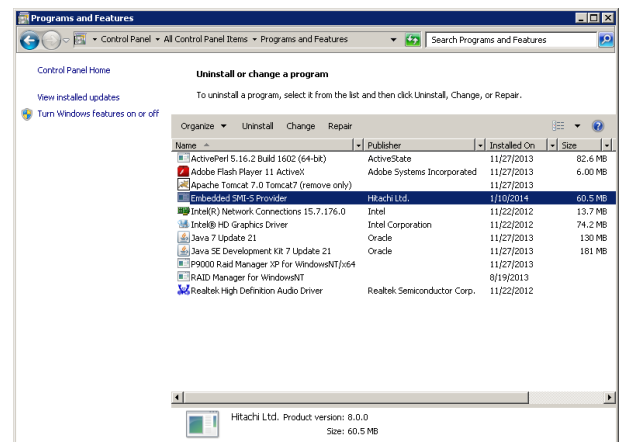 Programs and Features
Control Panel All Control Panel Items Programs and Features Search Programs and Features
Control Panel Home
Uninstall or change a program
View installed updates To uninstall a program, select it from the list and then click Uninstall, Change, or Repair.
Turn Windows features on or off
Organize Uninstall Change Repair
Name Publisher Installed On Size
ActivePerl 5.16.2 Build 1602 (64-bit) ActiveState 11/27/2013 82.6 MB
Adobe Flash Player 11 ActiveX Adobe Systems Incorporated 11/27/2013 6.00 MB
Apache Tomcat 7.0 Tomcat7 (remove only) 11/27/2013
Embedded SMI-S Provider Hitachi Ltd. 1/10/2014 60.5 MB
Intel(R) Network Connections 15.7.176.0 Intel 11/22/2012 13.7 MB
Intel® HD Graphics Driver Intel Corporation 11/22/2012 74.2 MB
Java 7 Update 21 Oracle 11/27/2013 130 MB
Java SE Development Kit 7 Update 21 Oracle 11/27/2013 181 MB
P9000 Raid Manager XP for WindowsNT/x64 11/27/2013
RAID Manager for WindowsNT 8/19/2013
Realtek High Definition Audio Driver Realtek Semiconductor Corp. 11/22/2012
Hitachi Ltd. Product version: 8.0.0
Size: 60.5 MB